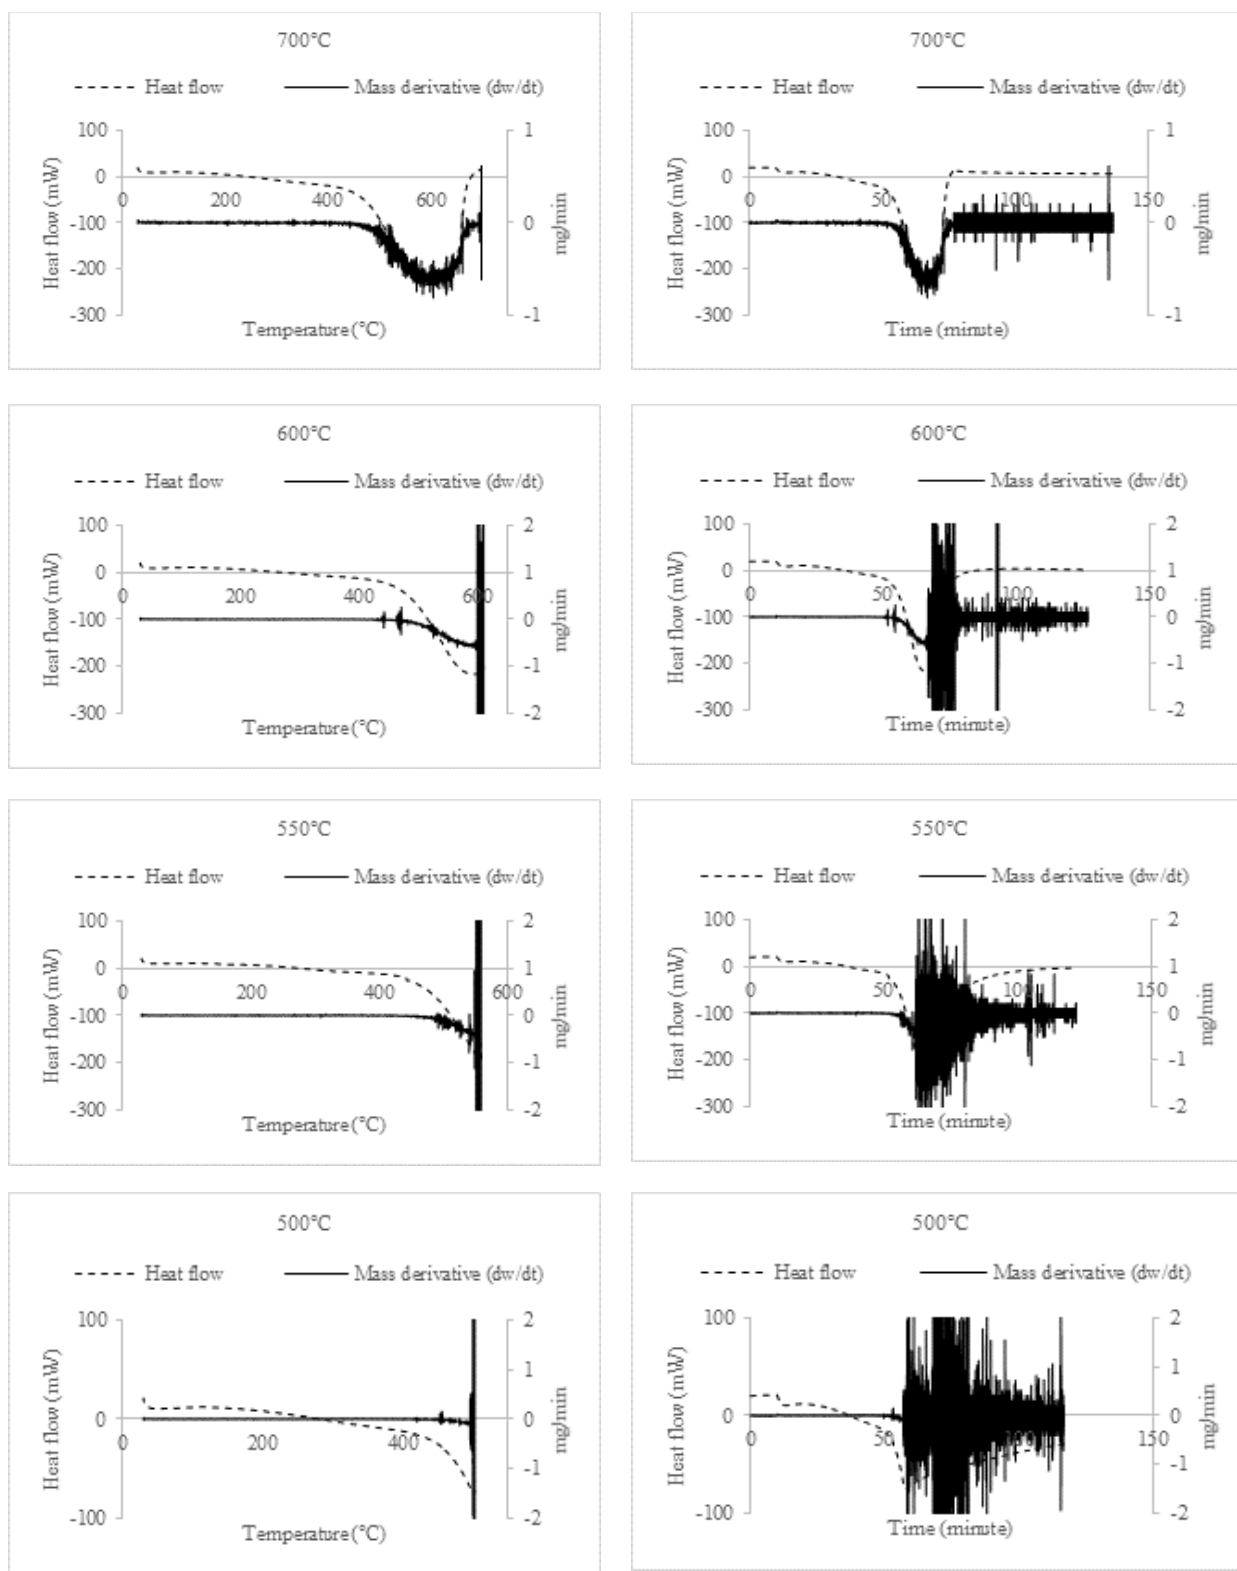 700°C
Heat flow
Mass derivative (dw/dt)
100
0
-100
-200
-300
0
200
400
600
1
0
-1
Heat flow (mW)
mg/min
Temperature (°C)
700°C
Heat flow
Mass derivative (dw/dt)
100
0
-100
-200
-300
0
50
100
150
1
0
-1
Heat flow (mW)
mg/min
Time (minute)
600°C
Heat flow
Mass derivative (dw/dt)
100
0
-100
-200
-300
0
200
400
600
2
1
0
-1
-2
Heat flow (mW)
mg/min
Temperature (°C)
600°C
Heat flow
Mass derivative (dw/dt)
100
0
-100
-200
-300
0
50
100
150
2
1
0
-1
-2
Heat flow (mW)
mg/min
Time (minute)
550°C
Heat flow
Mass derivative (dw/dt)
100
0
-100
-200
-300
0
200
400
600
2
1
0
-1
-2
Heat flow (mW)
mg/min
Temperature (°C)
550°C
Heat flow
Mass derivative (dw/dt)
100
0
-100
-200
-300
0
50
100
150
2
1
0
-1
-2
Heat flow (mW)
mg/min
Time (minute)
500°C
Heat flow
Mass derivative (dw/dt)
100
0
-100
0
200
400
2
1
0
-1
-2
Heat flow (mW)
mg/min
Temperature (°C)
500°C
Heat flow
Mass derivative (dw/dt)
100
0
-100
0
50
100
150
2
1
0
-1
-2
Heat flow (mW)
mg/min
Time (minute)